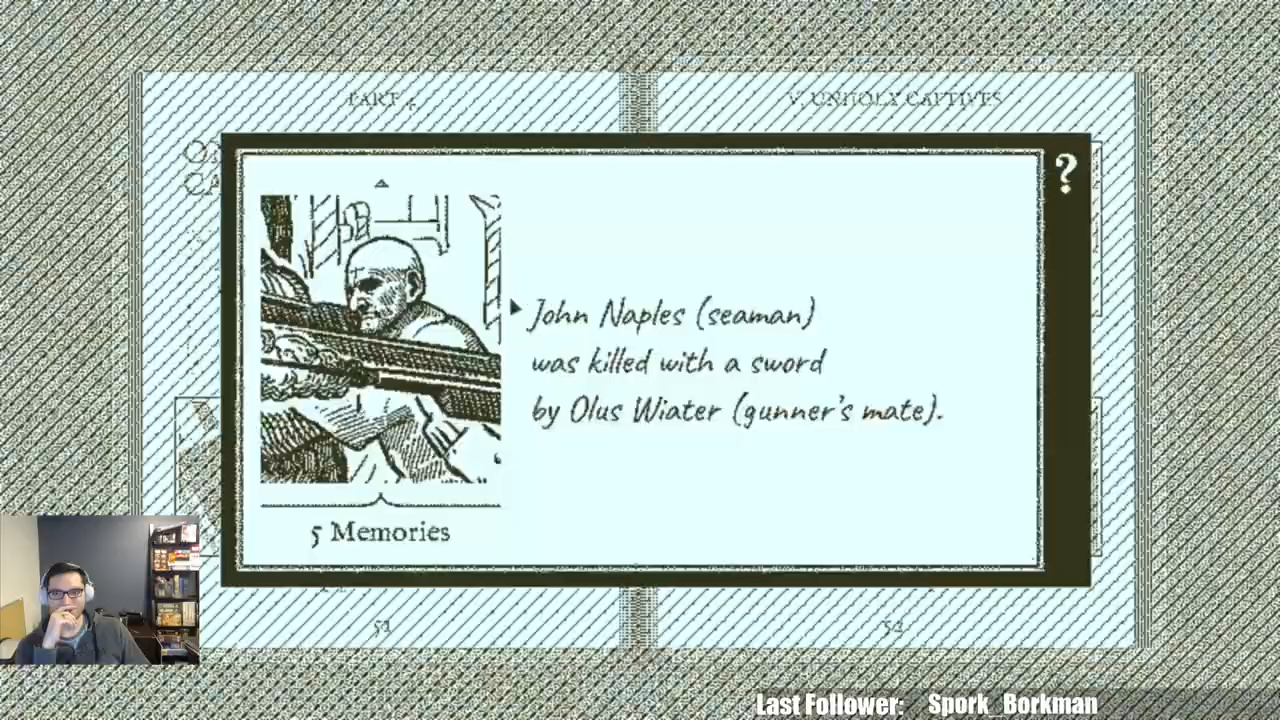 PART 4
V. UNHOLY CAPTIVES
?
John Naples (seaman)
was killed with a sword
by Olus Wiater (gunner's mate).
5 Memories
51
52
Last Follower: Spork_Borkman